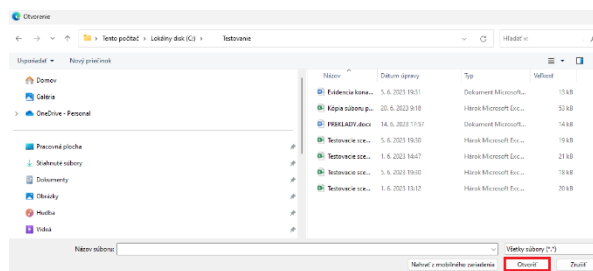 Otvorenie
Tento počítač > Lokálny disk (C:) > Testovanie
Hľadať v:
Usporiadať Nový priečinok
Názov Dátum úpravy Typ Veľkosť
Domov
Galéria
OneDrive - Personal
Pracovná plocha
Stiahnuté súbory
Dokumenty
Obrázky
Hudba
Videá
Evidencia kona... 5. 6. 2023 19:31 Dokument Microsoft... 15 kB
Kópia súboru p... 20. 6. 2023 9:18 Hárok Microsoft Exc... 93 kB
PREKLADY.docx 14. 6. 2023 17:57 Dokument Microsoft... 14 kB
Testovacie sce... 5. 6. 2023 19:50 Hárok Microsoft Exc... 19 kB
Testovacie sce... 1. 6. 2023 14:47 Hárok Microsoft Exc... 21 kB
Testovacie sce... 5. 6. 2023 19:30 Hárok Microsoft Exc... 18 kB
Testovacie sce... 1. 6. 2023 15:12 Hárok Microsoft Exc... 20 kB
Názov súboru: Všetky súbory (*.*)
Nahrať z mobilného zariadenia Otvoriť Zrušiť